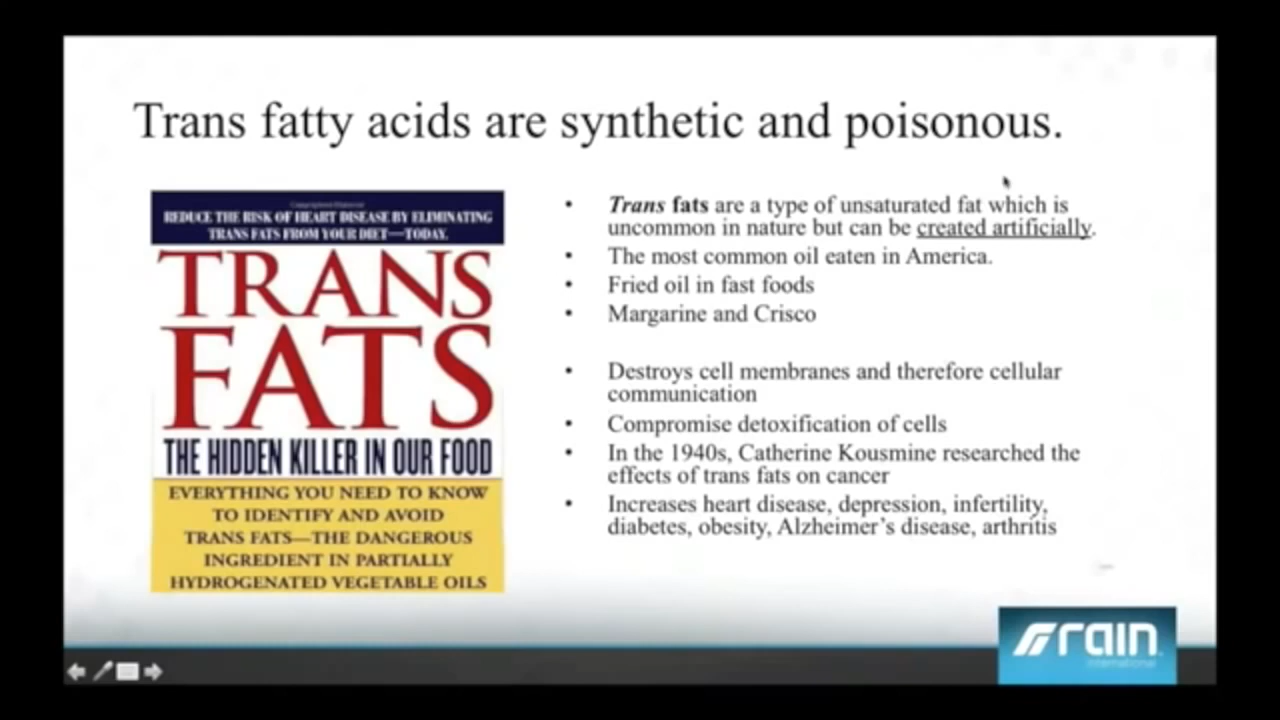 Trans fatty acids are synthetic and poisonous.
REDUCE THE RISK OF HEART DISEASE BY ELIMINATING
TRANS FATS FROM YOUR DIET—TODAY.
TRANS
FATS
THE HIDDEN KILLER IN OUR FOOD
EVERYTHING YOU NEED TO KNOW
TO IDENTIFY AND AVOID
TRANS FATS—THE DANGEROUS
INGREDIENT IN PARTIALLY
HYDROGENATED VEGETABLE OILS
• Trans fats are a type of unsaturated fat which is
uncommon in nature but can be created artificially.
• The most common oil eaten in America.
• Fried oil in fast foods
• Margarine and Crisco
• Destroys cell membranes and therefore cellular
communication
• Compromise detoxification of cells
• In the 1940s, Catherine Kousmine researched the
effects of trans fats on cancer
• Increases heart disease, depression, infertility,
diabetes, obesity, Alzheimer's disease, arthritis
rain
international